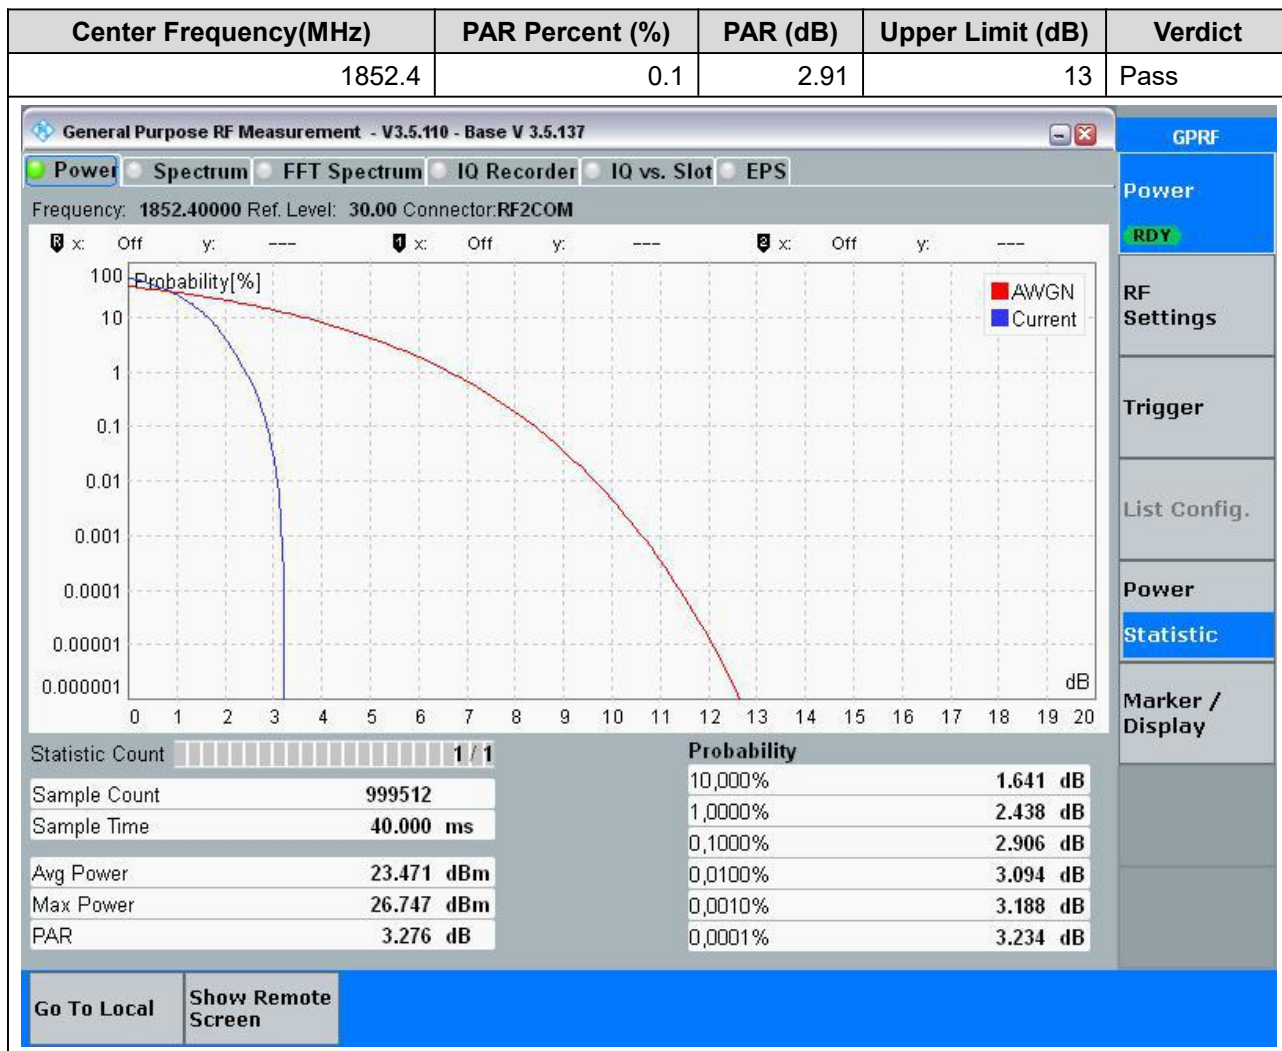 Center Frequency(MHz) PAR Percent (%) PAR (dB) Upper Limit (dB) Verdict
1852.4 0.1 2.91 13 Pass
General Purpose RF Measurement - V3.5.110 - Base V 3.5.137
GPRF
Power Spectrum FFT Spectrum IQ Recorder IQ vs. Slot EPS
Power
RDY
Frequency: 1852.40000 Ref. Level: 30.00 Connector:RF2COM
R x: Off y: --- 1 x: Off y: --- 2 x: Off y: ---
Probability[%]
AWGN
Current
100
10
1
0.1
0.01
0.001
0.0001
0.00001
0.000001
dB
0 1 2 3 4 5 6 7 8 9 10 11 12 13 14 15 16 17 18 19 20
RF
Settings
Trigger
List Config.
Power
Statistic
Marker /
Display
Statistic Count 1 / 1
Sample Count 999512
Sample Time 40.000 ms
Avg Power 23.471 dBm
Max Power 26.747 dBm
PAR 3.276 dB
Probability
10,000% 1.641 dB
1,0000% 2.438 dB
0,1000% 2.906 dB
0,0100% 3.094 dB
0,0010% 3.188 dB
0,0001% 3.234 dB
Go To Local
Show Remote
Screen